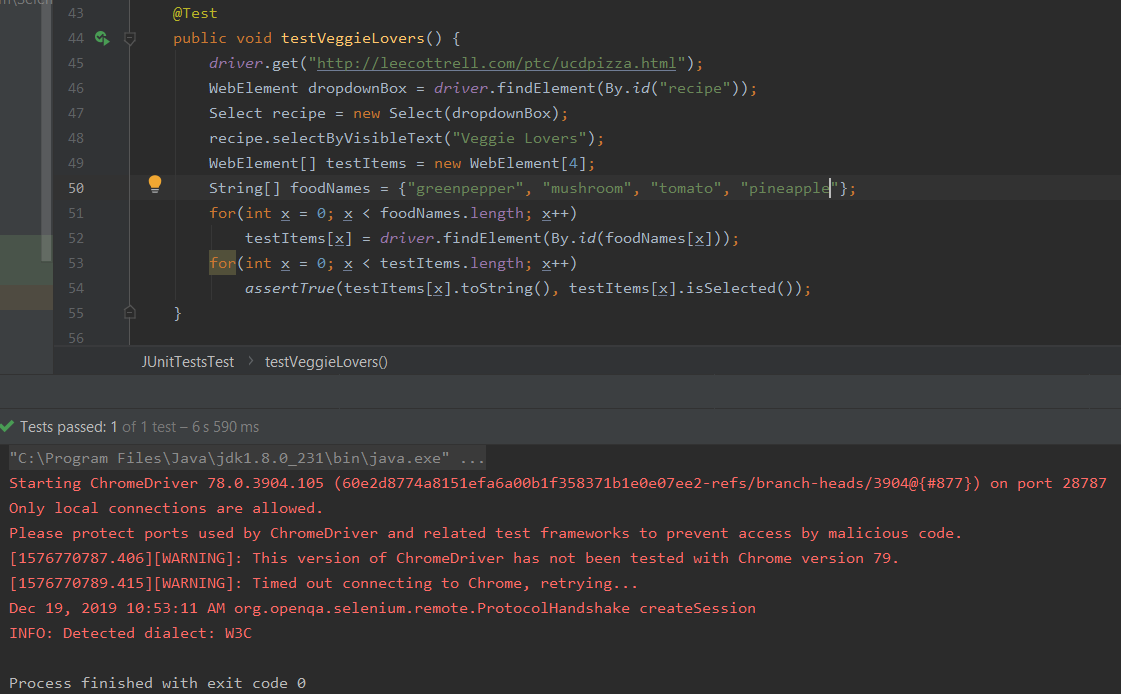 43 @Test
44 public void testVeggieLovers() {
45 driver.get("http://leecottrell.com/ptc/ucdpizza.html");
46 WebElement dropdownBox = driver.findElement(By.id("recipe"));
47 Select recipe = new Select(dropdownBox);
48 recipe.selectByVisibleText("Veggie Lovers");
49 WebElement[] testItems = new WebElement[4];
50 String[] foodNames = {"greenpepper", "mushroom", "tomato", "pineapple"};
51 for(int x = 0; x < foodNames.length; x++)
52 testItems[x] = driver.findElement(By.id(foodNames[x]));
53 for(int x = 0; x < testItems.length; x++)
54 assertTrue(testItems[x].toString(), testItems[x].isSelected());
55 }
56
JUnitTestsTest > testVeggieLovers()
Tests passed: 1 of 1 test – 6 s 590 ms
"C:\Program Files\Java\jdk1.8.0_231\bin\java.exe" ...
Starting ChromeDriver 78.0.3904.105 (60e2d8774a8151efa6a00b1f358371b1e0e07ee2-refs/branch-heads/3904@{#877}) on port 28787
Only local connections are allowed.
Please protect ports used by ChromeDriver and related test frameworks to prevent access by malicious code.
[1576770787.406][WARNING]: This version of ChromeDriver has not been tested with Chrome version 79.
[1576770789.415][WARNING]: Timed out connecting to Chrome, retrying...
Dec 19, 2019 10:53:11 AM org.openqa.selenium.remote.ProtocolHandshake createSession
INFO: Detected dialect: W3C
Process finished with exit code 0